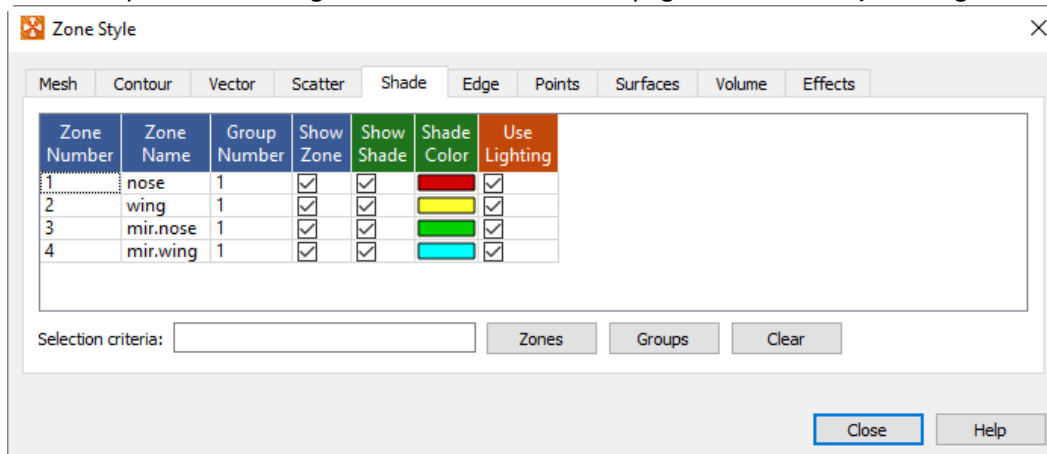 Zone Style
Mesh Contour Vector Scatter Shade Edge Points Surfaces Volume Effects
Zone Number Zone Name Group Number Show Zone Show Shade Shade Color Use Lighting
1 nose 1
2 wing 1
3 mir.nose 1
4 mir.wing 1
Selection criteria: Zones Groups Clear
Close Help